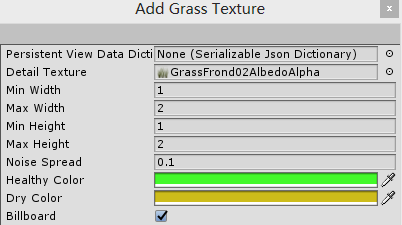 Add Grass Texture
x
Persistent View Data Dicti None (Serializable Json Dictionary)
Detail Texture GrassFrond02AlbedoAlpha
Min Width 1
Max Width 2
Min Height 1
Max Height 2
Noise Spread 0.1
Healthy Color
Dry Color
Billboard